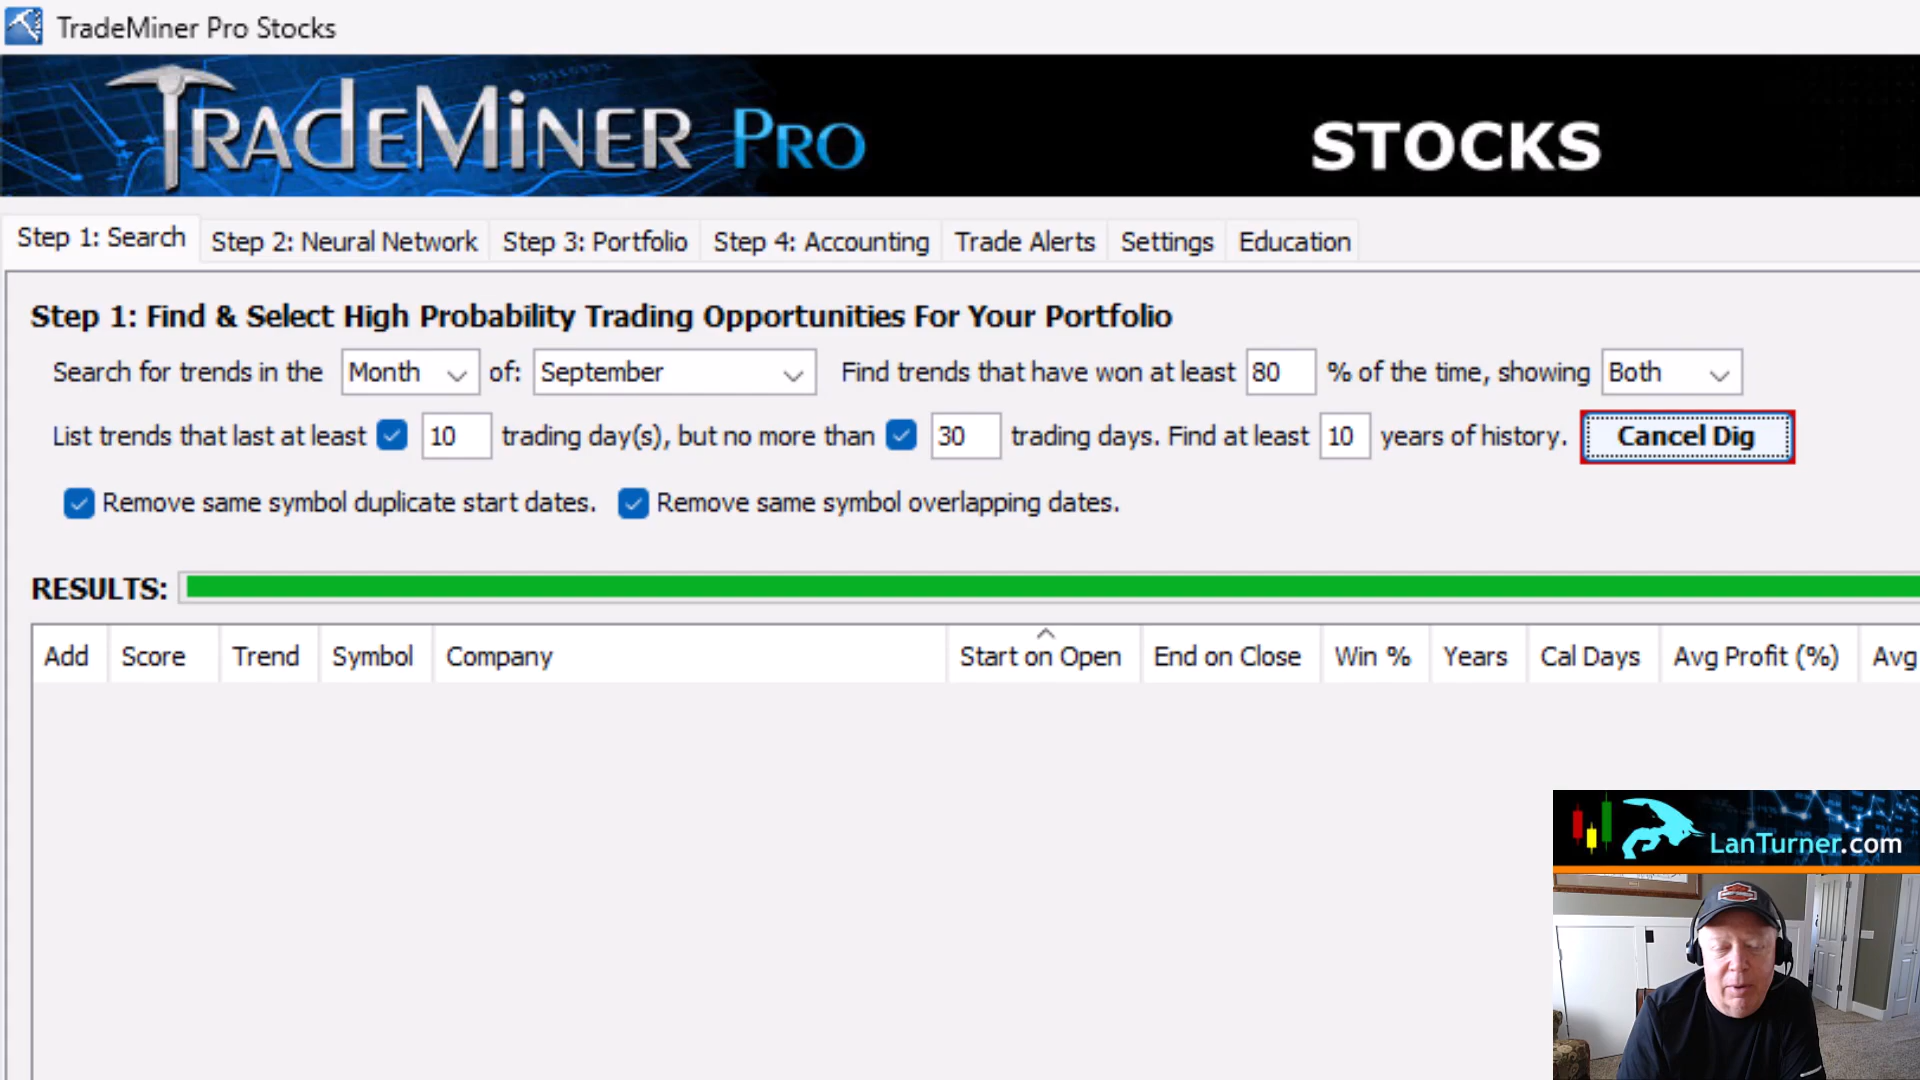 TradeMiner Pro Stocks
TRADEMINER PRO
STOCKS
Step 1: Search Step 2: Neural Network Step 3: Portfolio Step 4: Accounting Trade Alerts Settings Education
Step 1: Find & Select High Probability Trading Opportunities For Your Portfolio
Search for trends in the Month of: September Find trends that have won at least 80 % of the time, showing Both
List trends that last at least 10 trading day(s), but no more than 30 trading days. Find at least 10 years of history. Cancel Dig
Remove same symbol duplicate start dates. Remove same symbol overlapping dates.
RESULTS:
Add Score Trend Symbol Company Start on Open End on Close Win % Years Cal Days Avg Profit (%) Avg
LanTurner.com